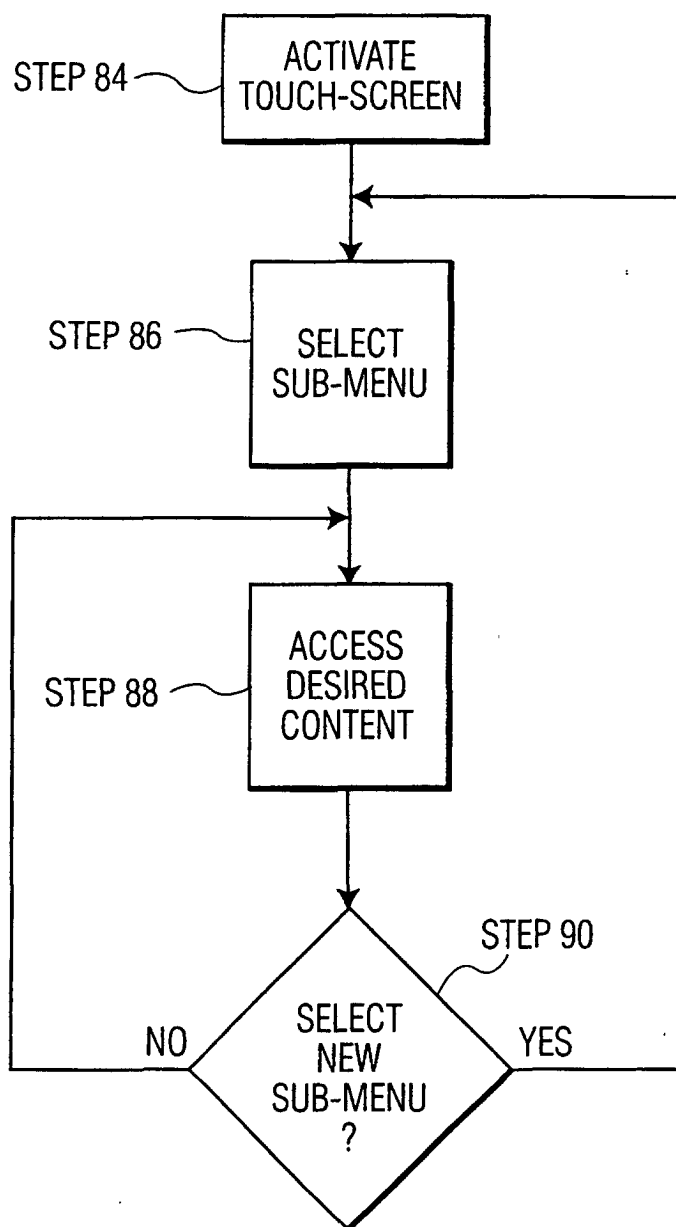 STEP 84
ACTIVATE
TOUCH-SCREEN
STEP 86
SELECT
SUB-MENU
STEP 88
ACCESS
DESIRED
CONTENT
STEP 90
NO
SELECT
NEW
SUB-MENU
?
YES